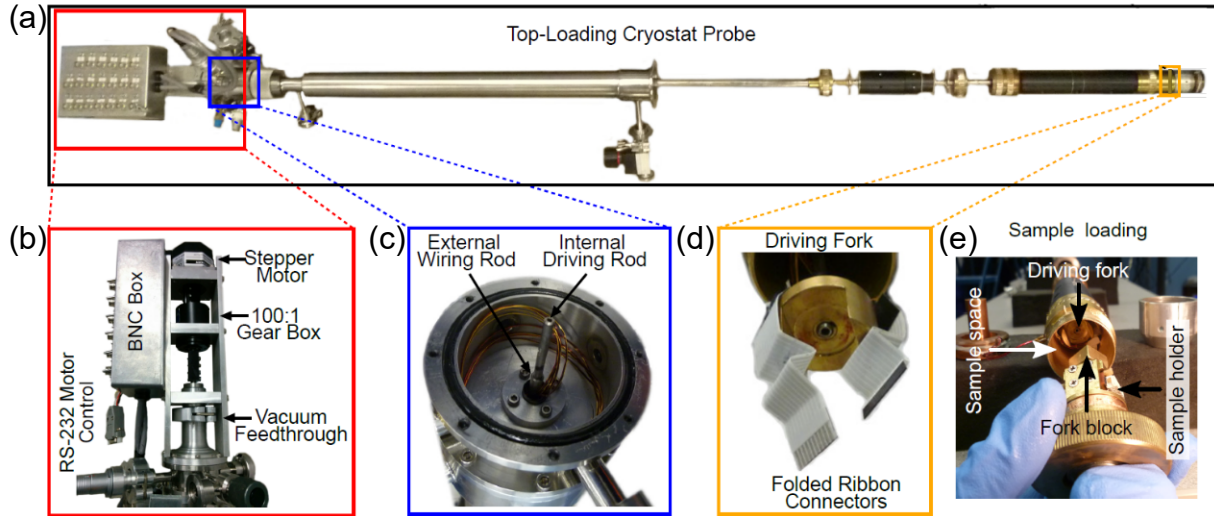 (a)
Top-Loading Cryostat Probe
(b)
Stepper
Motor
BNC Box
100:1
Gear Box
RS-232 Motor
Control
Vacuum
Feedthrough
(c)
External
Wiring Rod
Internal
Driving Rod
(d)
Driving Fork
Folded Ribbon
Connectors
(e)
Sample loading
Driving fork
Sample space
Fork block
Sample holder